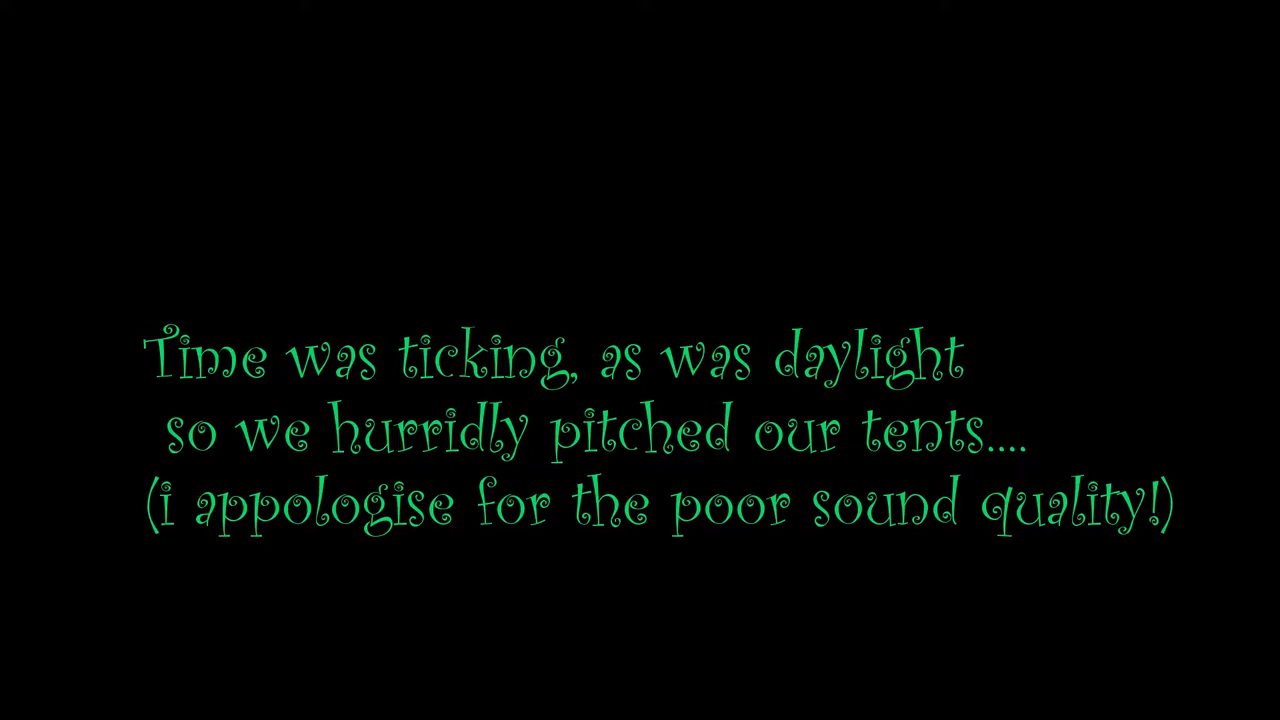 Time was ticking, as was daylight
so we hurridly pitched our tents....
(i appologise for the poor sound quality!)